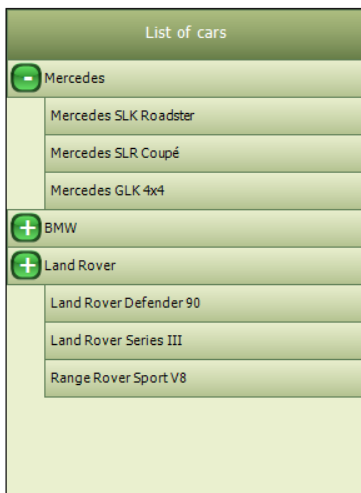 List of cars
Mercedes
Mercedes SLK Roadster
Mercedes SLR Coupé
Mercedes GLK 4x4
BMW
Land Rover
Land Rover Defender 90
Land Rover Series III
Range Rover Sport V8